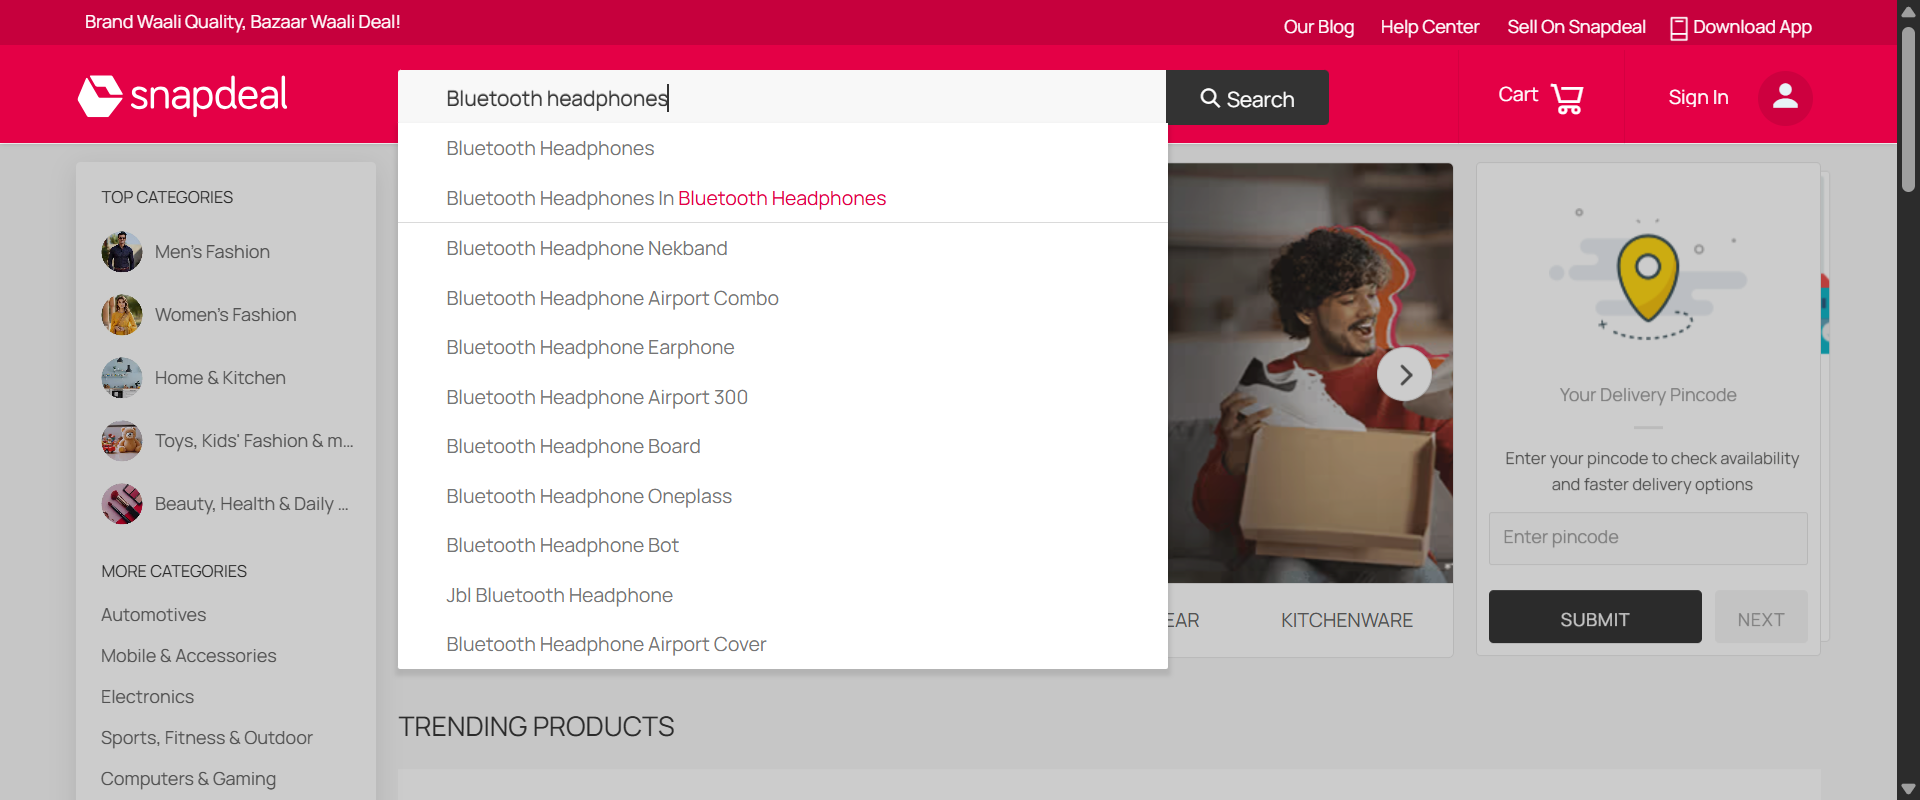 Brand Waali Quality, Bazaar Waali Deal!
Our Blog
Help Center
Sell On Snapdeal
Download App
snapdeal
Bluetooth headphones
Search
Cart
Sign In
Bluetooth Headphones
Bluetooth Headphones In Bluetooth Headphones
Bluetooth Headphone Nekband
Bluetooth Headphone Airport Combo
Bluetooth Headphone Earphone
Bluetooth Headphone Airport 300
Bluetooth Headphone Board
Bluetooth Headphone Oneplass
Bluetooth Headphone Bot
Jbl Bluetooth Headphone
Bluetooth Headphone Airport Cover
TOP CATEGORIES
Men's Fashion
Women's Fashion
Home & Kitchen
Toys, Kids' Fashion & m...
Beauty, Health & Daily ...
MORE CATEGORIES
Automotives
Mobile & Accessories
Electronics
Sports, Fitness & Outdoor
Computers & Gaming
EAR
KITCHENWARE
Your Delivery Pincode
Enter your pincode to check availability
and faster delivery options
Enter pincode
SUBMIT
NEXT
TRENDING PRODUCTS